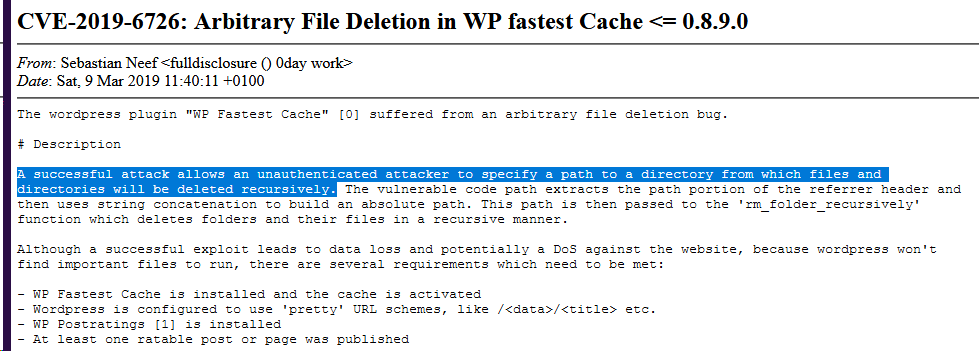 CVE-2019-6726: Arbitrary File Deletion in WP fastest Cache <= 0.8.9.0
From: Sebastian Neef <fulldisclosure () 0day work>
Date: Sat, 9 Mar 2019 11:40:11 +0100
The wordpress plugin "WP Fastest Cache" [0] suffered from an arbitrary file deletion bug.
# Description
A successful attack allows an unauthenticated attacker to specify a path to a directory from which files and
directories will be deleted recursively. The vulnerable code path extracts the path portion of the referrer header and
then uses string concatenation to build an absolute path. This path is then passed to the 'rm_folder_recursively'
function which deletes folders and their files in a recursive manner.
Although a successful exploit leads to data loss and potentially a DoS against the website, because wordpress won't
find important files to run, there are several requirements which need to be met:
- WP Fastest Cache is installed and the cache is activated
- Wordpress is configured to use 'pretty' URL schemes, like /<data>/<title> etc.
- WP Postratings [1] is installed
- At least one ratable post or page was published